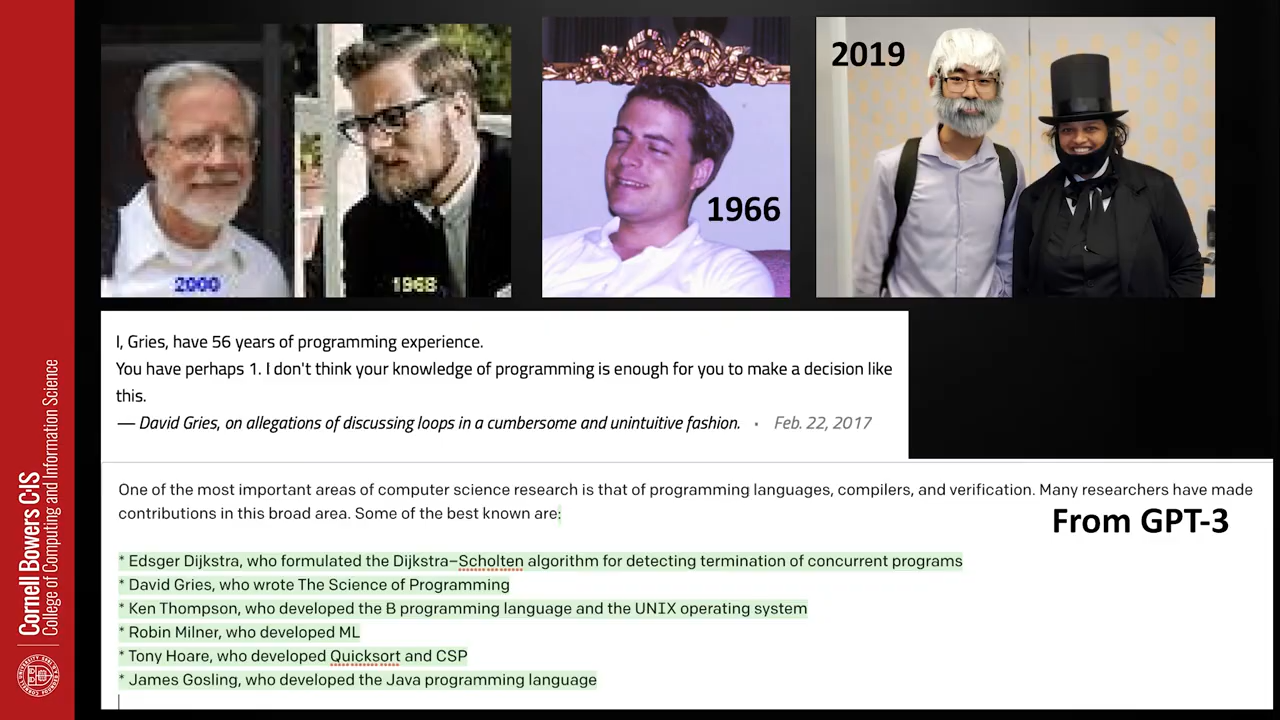 Cornell Bowers C·IS
College of Computing and Information Science
2000
1968
1966
2019
I, Gries, have 56 years of programming experience.
You have perhaps 1. I don't think your knowledge of programming is enough for you to make a decision like
this.
— David Gries, on allegations of discussing loops in a cumbersome and unintuitive fashion. • Feb. 22, 2017
One of the most important areas of computer science research is that of programming languages, compilers, and verification. Many researchers have made
contributions in this broad area. Some of the best known are:
From GPT-3
* Edsger Dijkstra, who formulated the Dijkstra–Scholten algorithm for detecting termination of concurrent programs
* David Gries, who wrote The Science of Programming
* Ken Thompson, who developed the B programming language and the UNIX operating system
* Robin Milner, who developed ML
* Tony Hoare, who developed Quicksort and CSP
* James Gosling, who developed the Java programming language